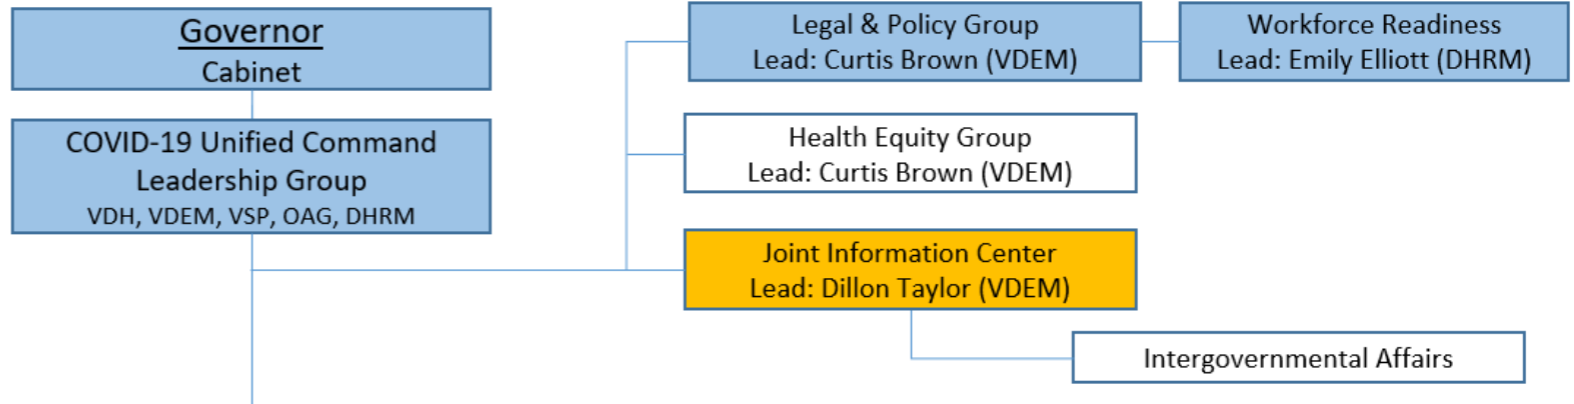 Governor
Cabinet
COVID-19 Unified Command
Leadership Group
VDH, VDEM, VSP, OAG, DHRM
Legal & Policy Group
Lead: Curtis Brown (VDEM)
Workforce Readiness
Lead: Emily Elliott (DHRM)
Health Equity Group
Lead: Curtis Brown (VDEM)
Joint Information Center
Lead: Dillon Taylor (VDEM)
Intergovernmental Affairs